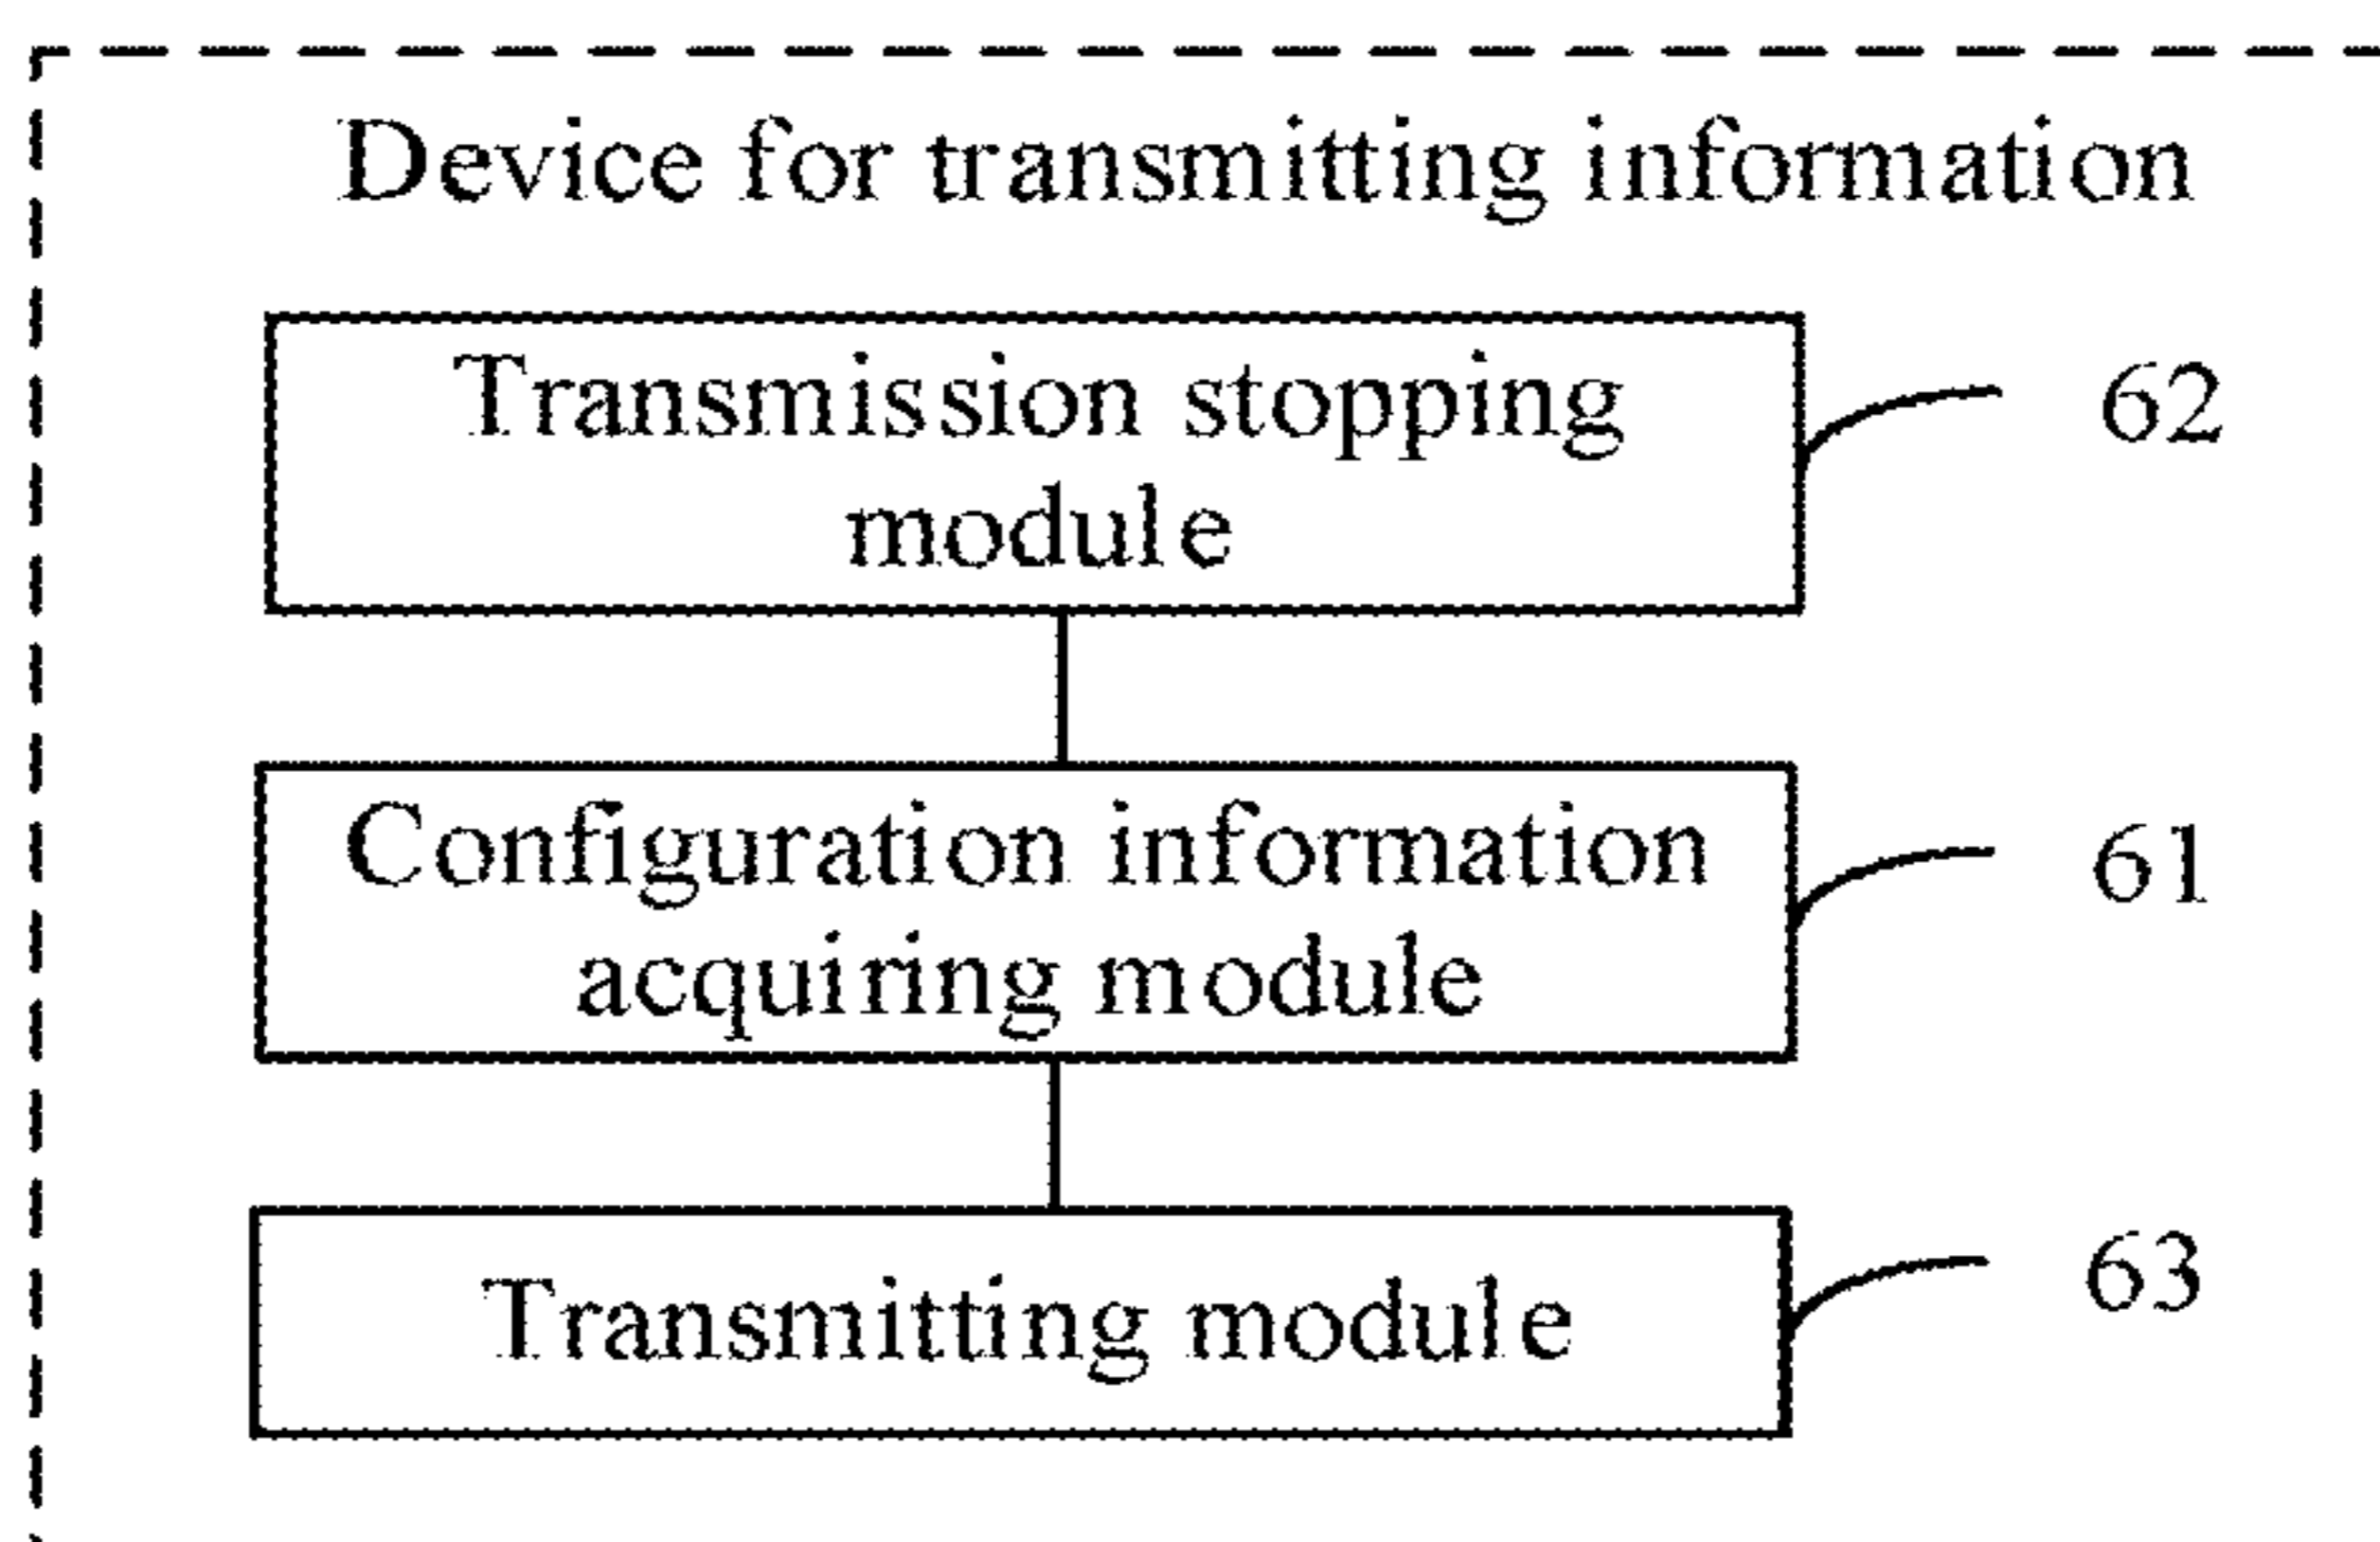 Device for transmitting information
Transmission stopping
module
62
Configuration information
acquiring module
61
Transmitting module
63